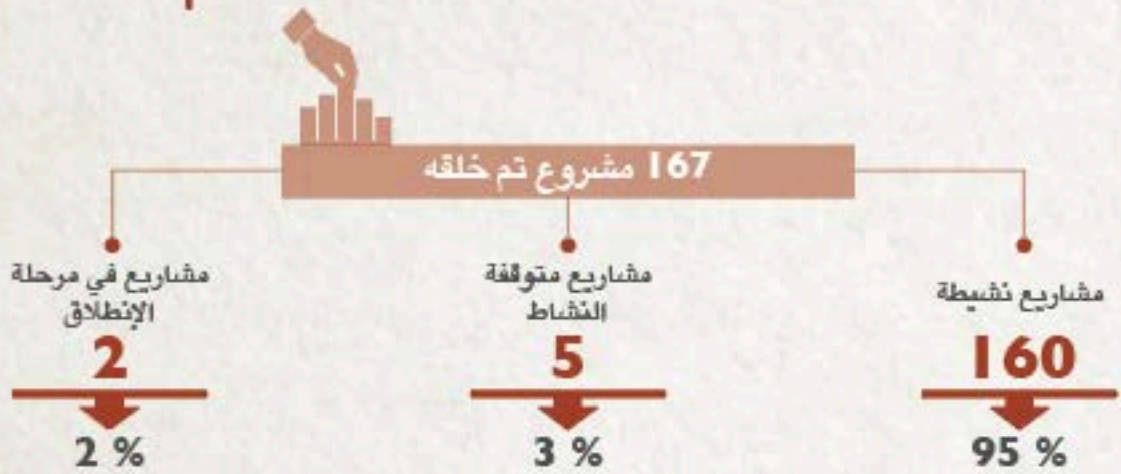 167 مشروع تم خلقه
مشاريع نشيطة
160
95 %
مشاريع متوقفة
النشاط
5
3 %
مشاريع في مرحلة
الإنطلاق
2
2 %